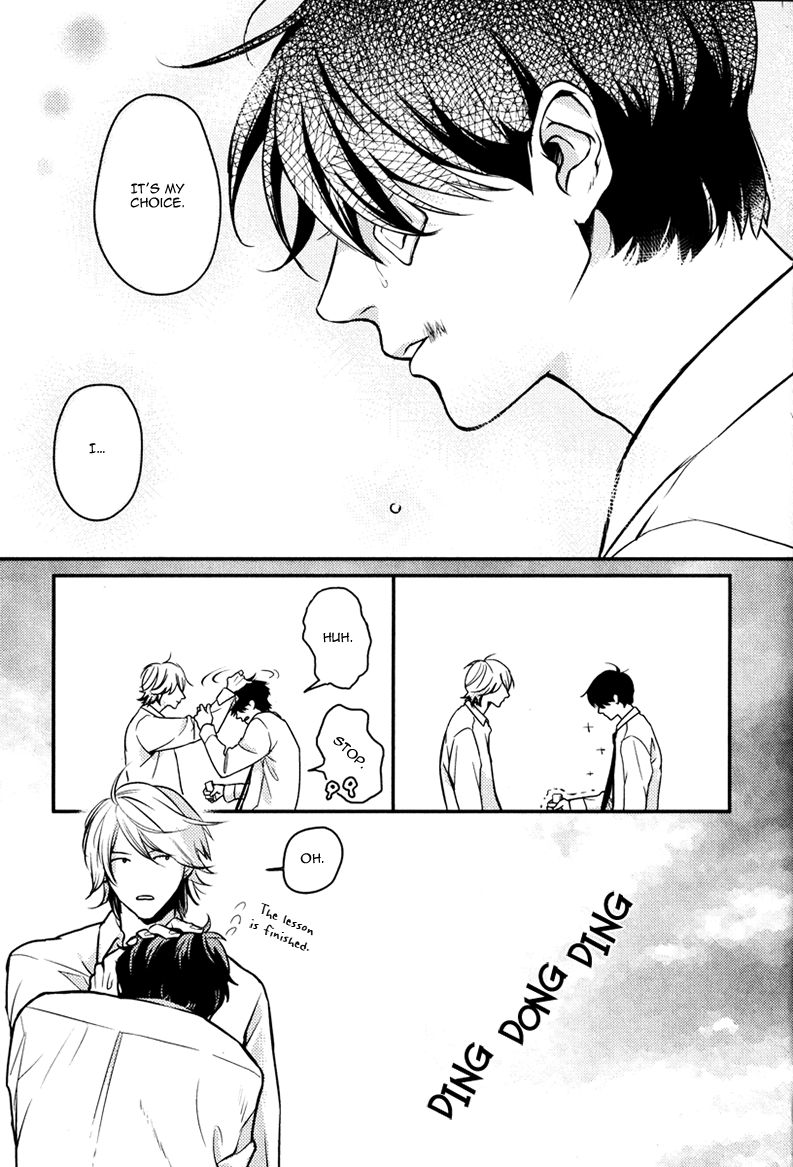 IT'S MY
CHOICE.
I...
HUH.
STOP.
OH.
The lesson
is finished.
DING DONG DING